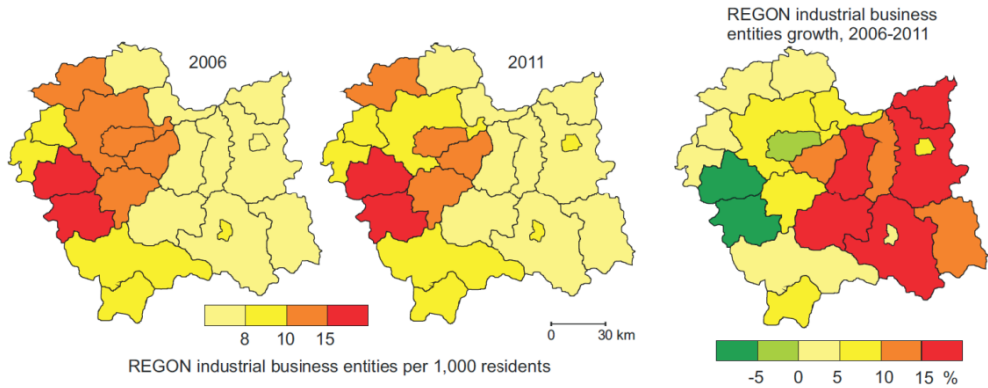 REGON industrial business
entities growth, 2006-2011
2006
2011
8 10 15
0 30 km
REGON industrial business entities per 1,000 residents
-5 0 5 10 15 %